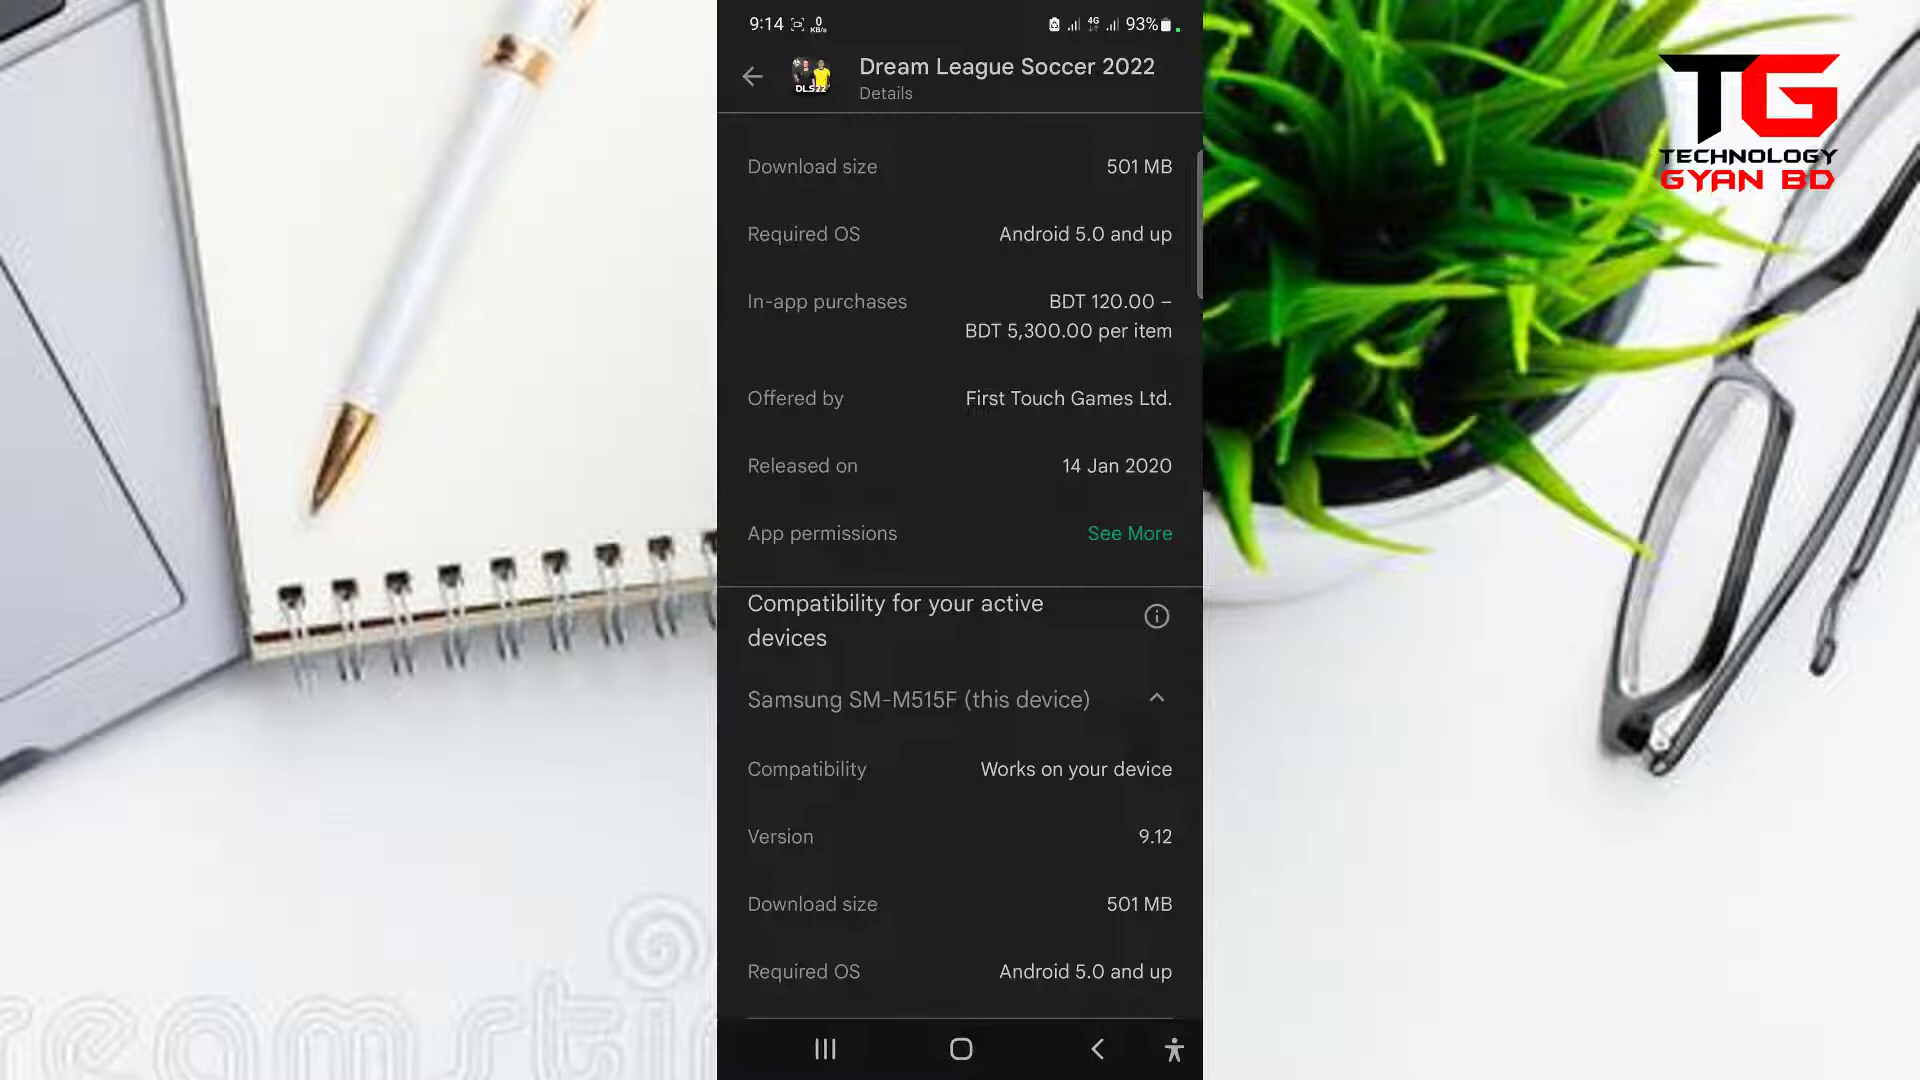 9:14
0
KB/s
4G
93%
Dream League Soccer 2022
Details
DLS22
Download size 501 MB
Required OS Android 5.0 and up
In-app purchases BDT 120.00 –
BDT 5,300.00 per item
Offered by First Touch Games Ltd.
Released on 14 Jan 2020
App permissions See More
Compatibility for your active
devices
Samsung SM-M515F (this device)
Compatibility Works on your device
Version 9.12
Download size 501 MB
Required OS Android 5.0 and up
TG
TECHNOLOGY
GYAN BD